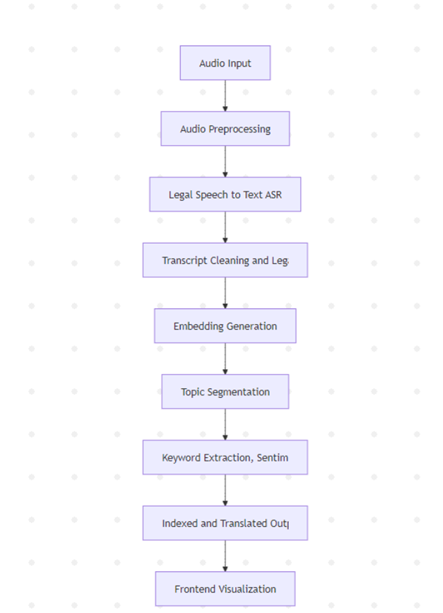 Audio Input
Audio Preprocessing
Legal Speech to Text ASR
Transcript Cleaning and Leg
Embedding Generation
Topic Segmentation
Keyword Extraction, Sentim
Indexed and Translated Outp
Frontend Visualization